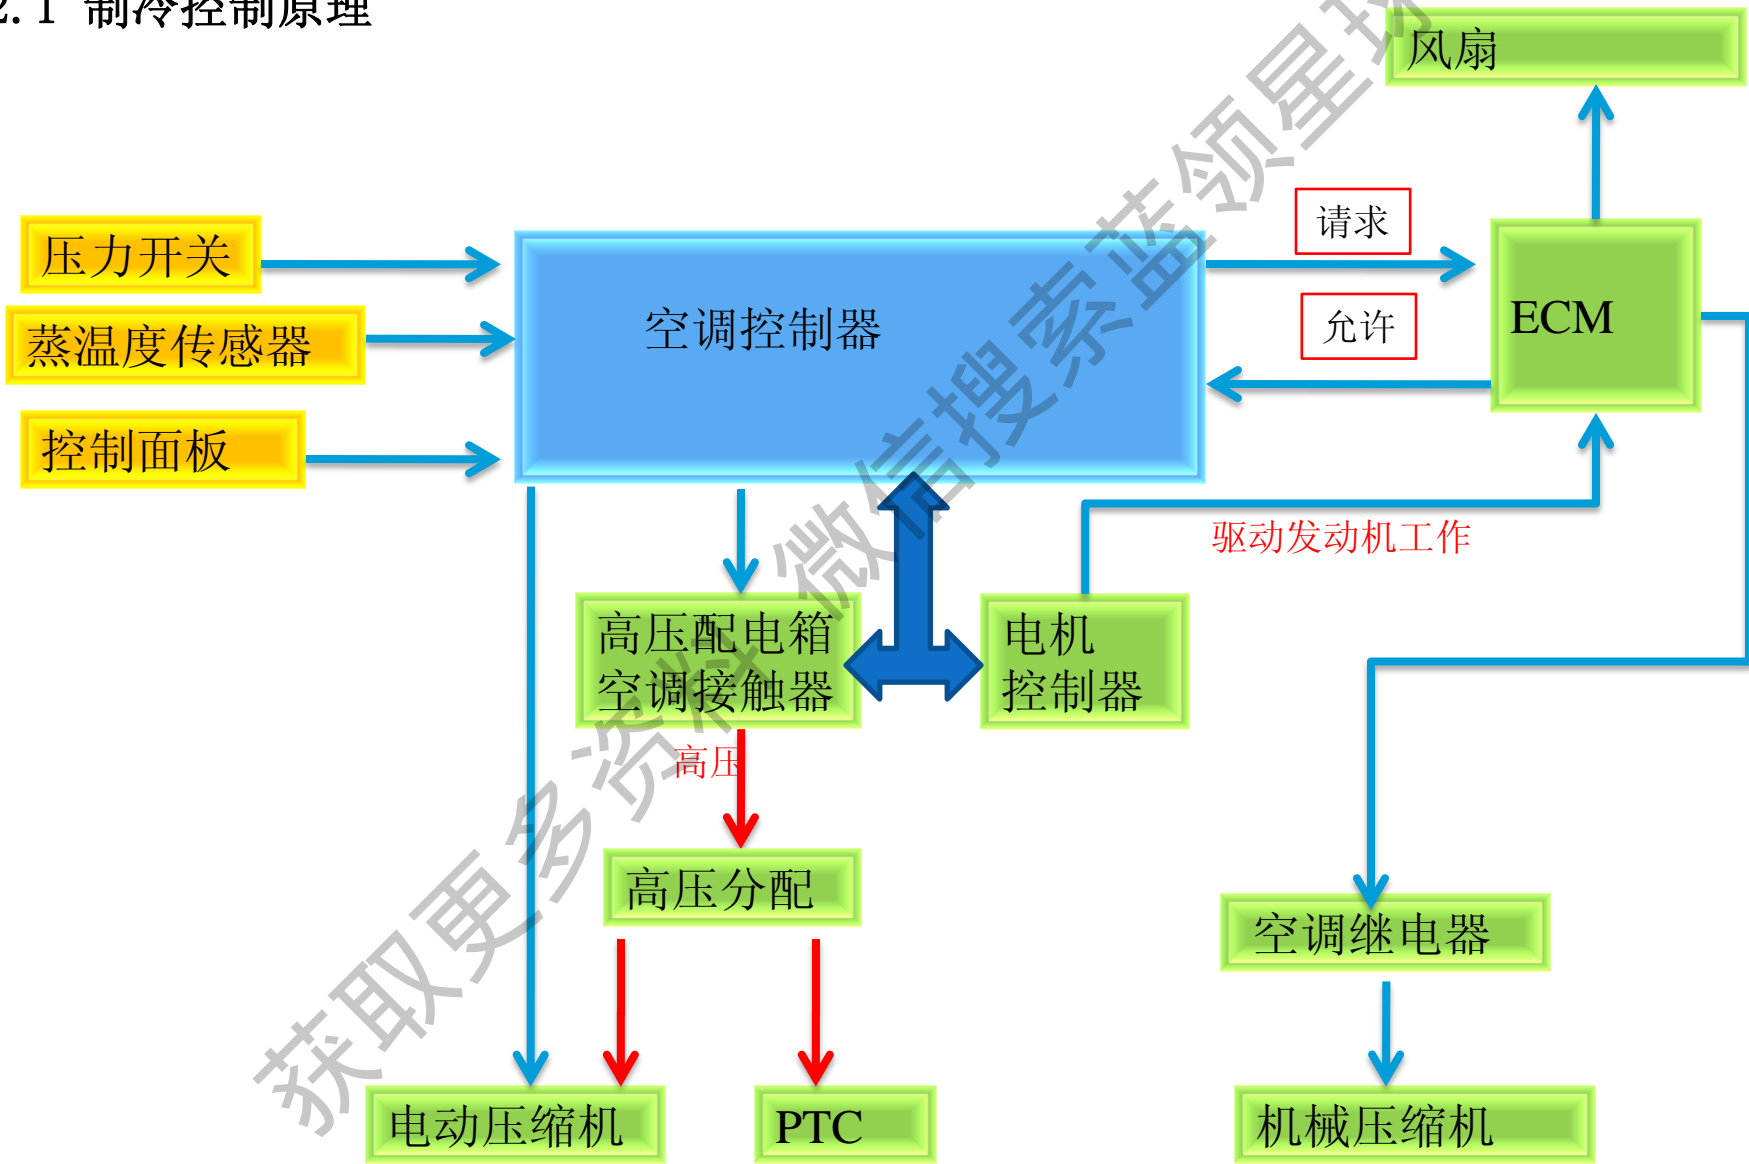 2.1 制冷控制原理
风扇
请求
压力开关
空调控制器
ECM
蒸温度传感器
允许
控制面板
驱动发动机工作
高压配电箱
空调接触器
电机
控制器
高压
高压分配
空调继电器
电动压缩机
PTC
机械压缩机
获取更多资料 微信搜索蓝领星球